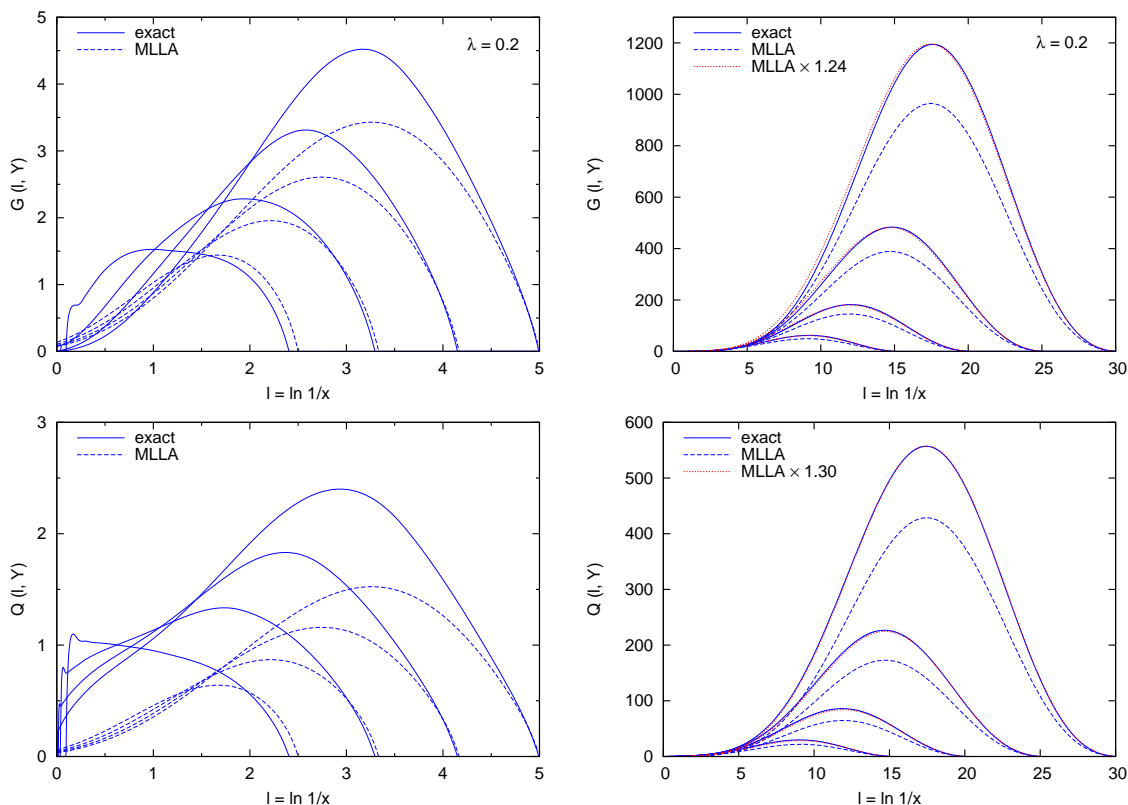 5
4
3
2
1
0
G (l, Y)
exact
MLLA
λ = 0.2
0 1 2 3 4 5
l = ln 1/x
1200
1000
800
600
400
200
0
G (l, Y)
exact
MLLA
MLLA × 1.24
λ = 0.2
0 5 10 15 20 25 30
l = ln 1/x
3
2
1
0
Q (l, Y)
exact
MLLA
0 1 2 3 4 5
l = ln 1/x
600
500
400
300
200
100
0
Q (l, Y)
exact
MLLA
MLLA × 1.30
0 5 10 15 20 25 30
l = ln 1/x